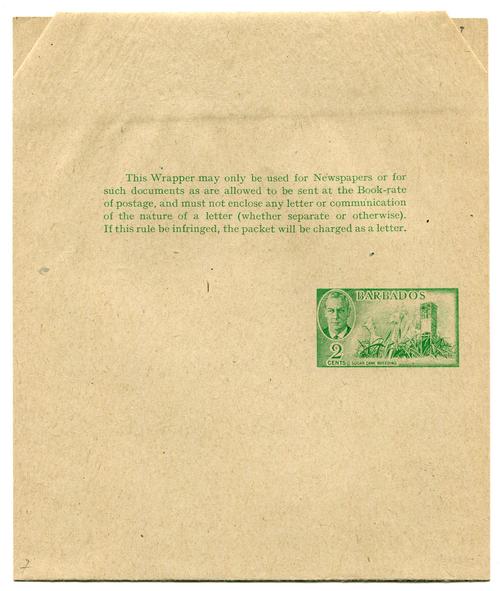 This Wrapper may only be used for Newspapers or for
such documents as are allowed to be sent at the Book-rate
of postage, and must not enclose any letter or communication
of the nature of a letter (whether separate or otherwise).
If this rule be infringed, the packet will be charged as a letter.
BARBADOS
2
CENTS
SUGAR CANE BREEDING
7